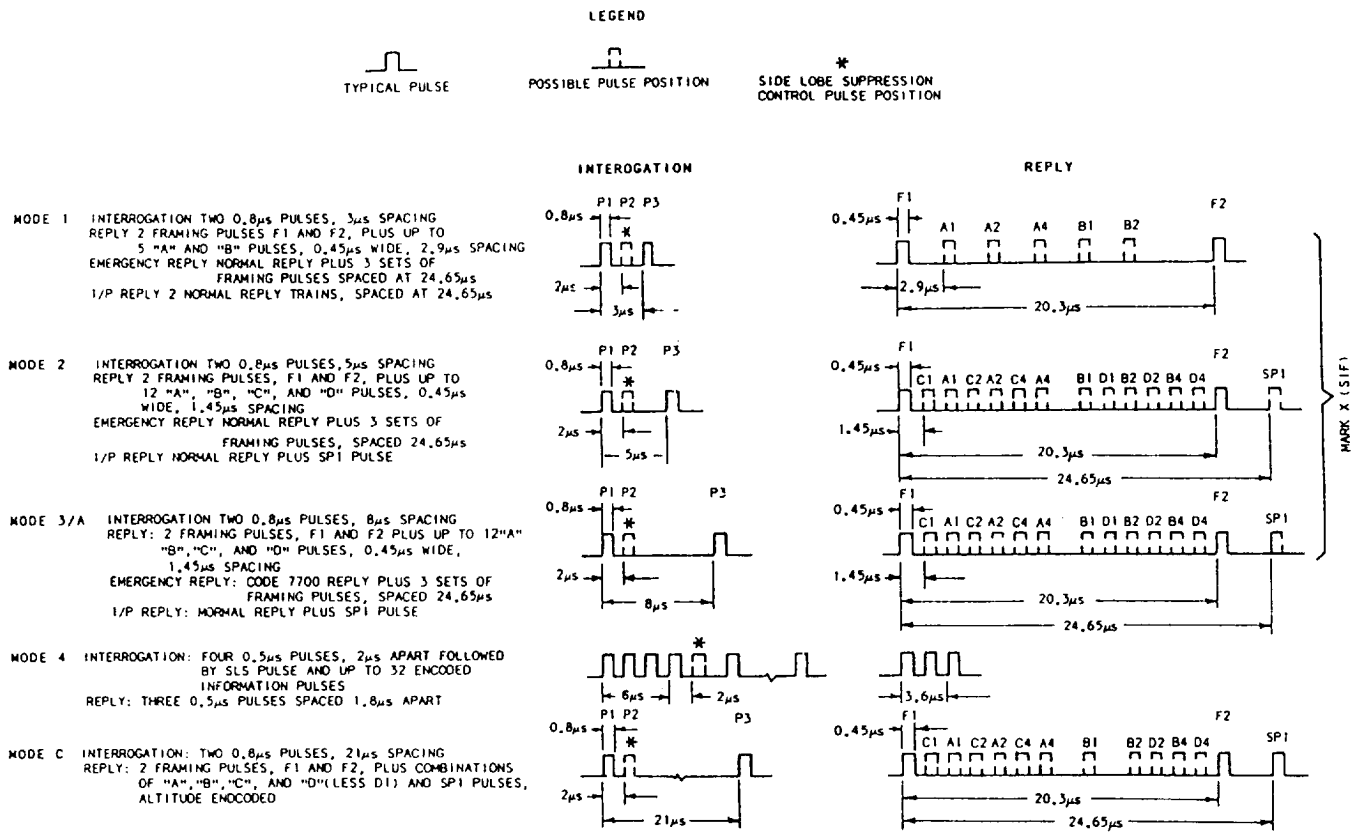 LEGEND
TYPICAL PULSE
POSSIBLE PULSE POSITION
*
SIDE LOBE SUPPRESSION
CONTROL PULSE POSITION
INTEROGATION
REPLY
MODE 1 INTERROGATION TWO 0.8µs PULSES, 3µs SPACING
REPLY 2 FRAMING PULSES F1 AND F2, PLUS UP TO
5 "A" AND "B" PULSES, 0.45µs WIDE, 2.9µs SPACING
EMERGENCY REPLY NORMAL REPLY PLUS 3 SETS OF
FRAMING PULSES SPACED AT 24.65µs
I/P REPLY 2 NORMAL REPLY TRAINS, SPACED AT 24.65µs
P1 P2 P3
0.8µs
*
2µs
3µs
F1
F2
0.45µs
A1 A2 A4 B1 B2
2.9µs
20.3µs
MODE 2 INTERROGATION TWO 0.8µs PULSES,5µs SPACING
REPLY 2 FRAMING PULSES, F1 AND F2, PLUS UP TO
12 "A", "B", "C", AND "D" PULSES, 0.45µs
WIDE, 1.45µs SPACING
EMERGENCY REPLY NORMAL REPLY PLUS 3 SETS OF
FRAMING PULSES, SPACED 24.65µs
I/P REPLY NORMAL REPLY PLUS SP1 PULSE
P1 P2 P3
0.8µs
*
2µs
5µs
F1
F2
0.45µs
SP1
C1 A1 C2 A2 C4 A4 B1 D1 B2 D2 B4 D4
1.45µs
20.3µs
24.65µs
MARK X (SIF)
MODE 3/A INTERROGATION TWO 0.8µs PULSES, 8µs SPACING
REPLY: 2 FRAMING PULSES, F1 AND F2 PLUS UP TO 12"A"
"B","C", AND "D" PULSES, 0.45µs WIDE,
1.45µs SPACING
EMERGENCY REPLY: CODE 7700 REPLY PLUS 3 SETS OF
FRAMING PULSES, SPACED 24.65µs
I/P REPLY: NORMAL REPLY PLUS SP1 PULSE
P1 P2 P3
0.8µs
*
2µs
8µs
F1
F2
0.45µs
SP1
C1 A1 C2 A2 C4 A4 B1 D1 B2 D2 B4 D4
1.45µs
20.3µs
24.65µs
MODE 4 INTERROGATION: FOUR 0.5µs PULSES, 2µs APART FOLLOWED
BY SLS PULSE AND UP TO 32 ENCODED
INFORMATION PULSES
REPLY: THREE 0.5µs PULSES SPACED 1.8µs APART
*
6µs
2µs
3.6µs
MODE C INTERROGATION: TWO 0.8µs PULSES, 21µs SPACING
REPLY: 2 FRAMING PULSES, F1 AND F2, PLUS COMBINATIONS
OF "A","B","C", AND "D"(LESS D1) AND SP1 PULSES,
ALTITUDE ENDCODED
P1 P2 P3
0.8µs
*
2µs
21µs
F1
F2
0.45µs
SP1
C1 A1 C2 A2 C4 A4 B1 B2 D2 B4 D4
20.3µs
24.65µs